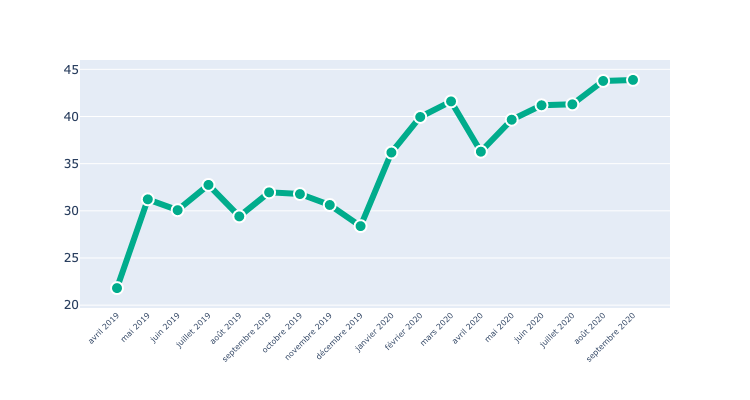 45
40
35
30
25
20
avril 2019
mai 2019
juin 2019
juillet 2019
août 2019
septembre 2019
octobre 2019
novembre 2019
décembre 2019
janvier 2020
février 2020
mars 2020
avril 2020
mai 2020
juin 2020
juillet 2020
août 2020
septembre 2020